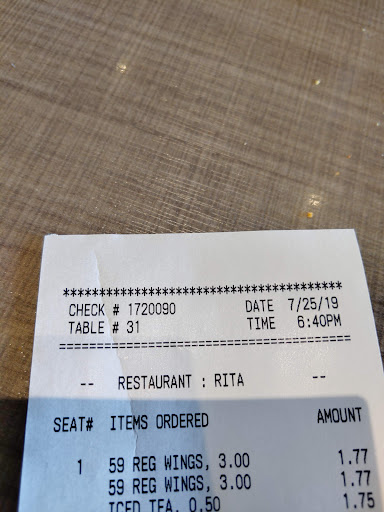 ***************************************
CHECK # 1720090 DATE 7/25/19
TABLE # 31 TIME 6:40PM
=======================================
-- RESTAURANT : RITA --
SEAT# ITEMS ORDERED AMOUNT
1 59 REG WINGS, 3.00 1.77
59 REG WINGS, 3.00 1.77
ICED TEA, 0.50 1.75